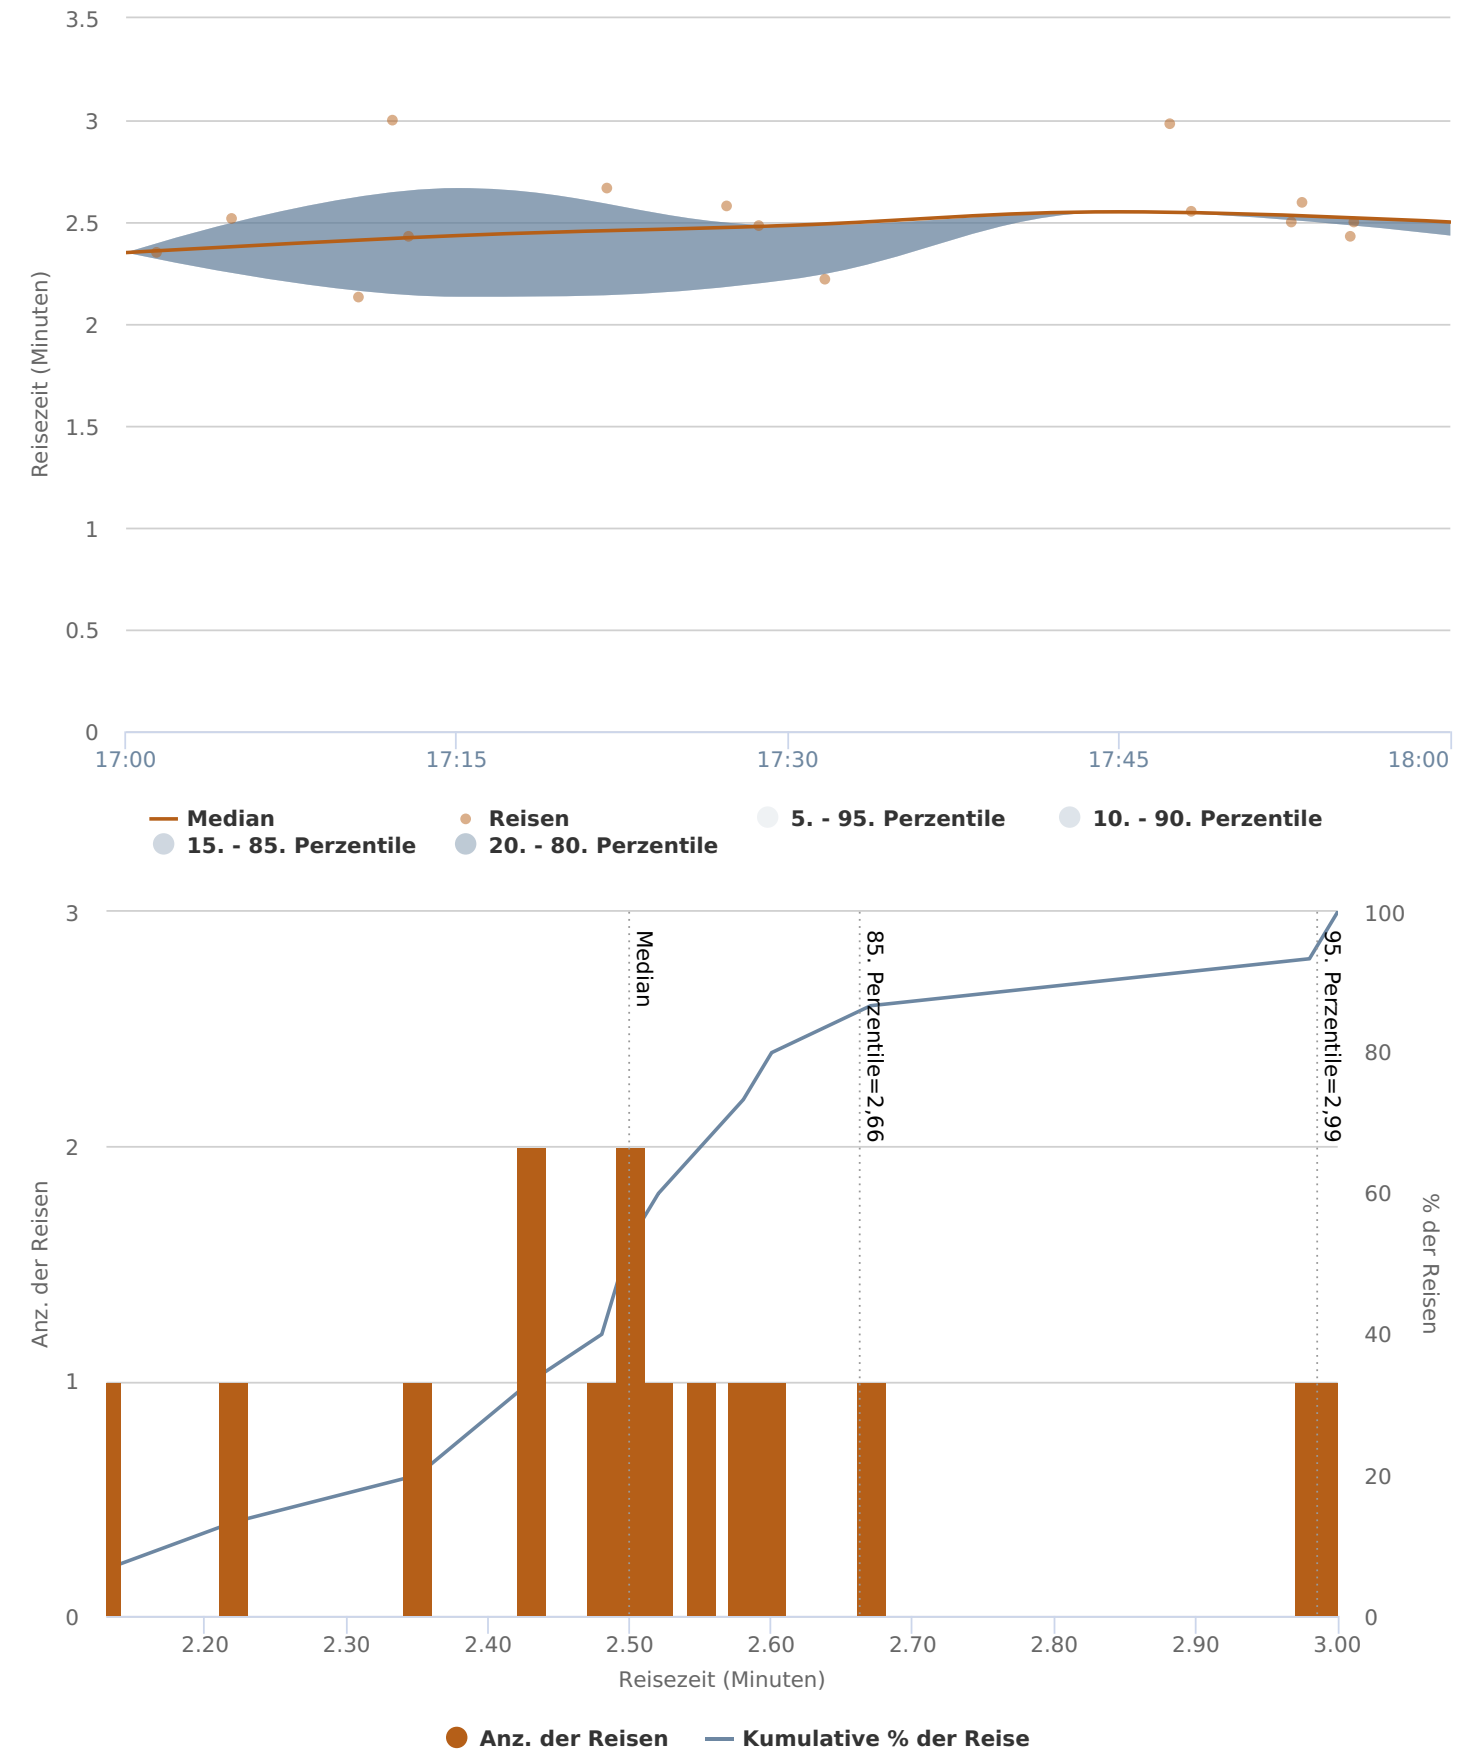 3.5
3
2.5
2
1.5
1
0.5
0
Reisezeit (Minuten)
17:00 17:15 17:30 17:45 18:00
Median Reisen 5. - 95. Perzentile 10. - 90. Perzentile
15. - 85. Perzentile 20. - 80. Perzentile
3
2
1
0
Anz. der Reisen
Median
85. Perzentile=2,66
95. Perzentile=2,99
100
80
60
40
20
0
% der Reisen
2.20 2.30 2.40 2.50 2.60 2.70 2.80 2.90 3.00
Reisezeit (Minuten)
Anz. der Reisen Kumulative % der Reise